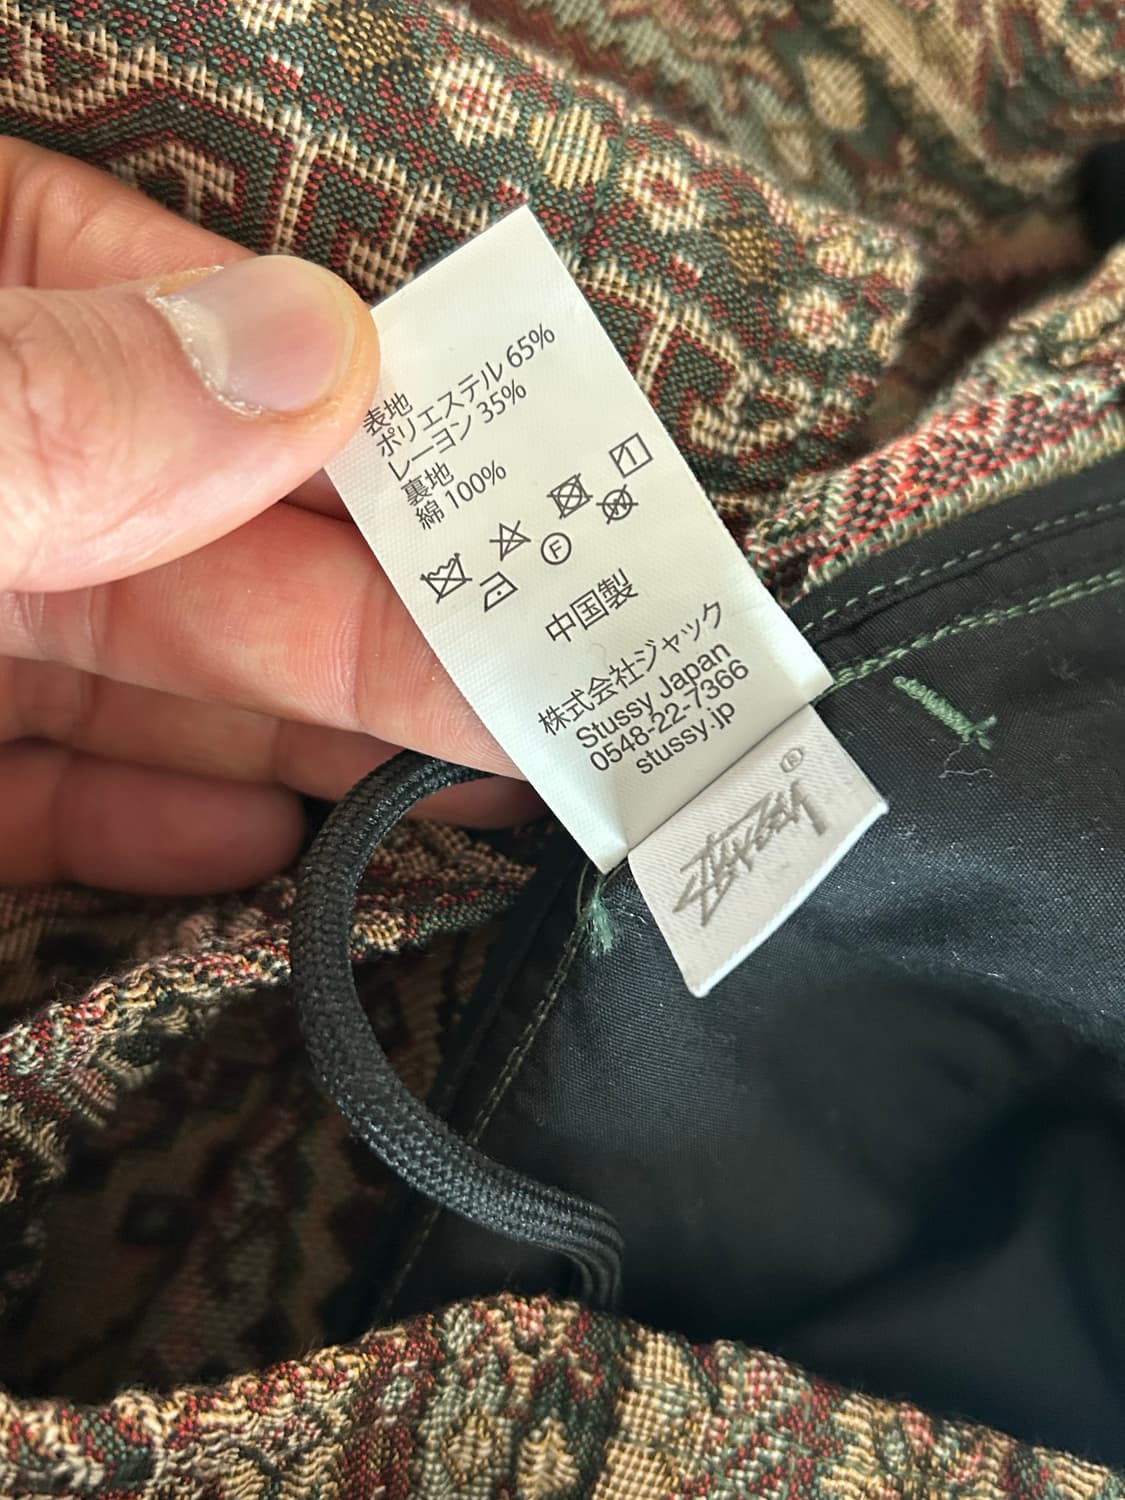 表地
ポリエステル 65%
レーヨン 35%
裏地
綿 100%
F
中国製
株式会社ジャック
Stussy Japan
0548-22-7366
stussy.jp
Stüssy ®